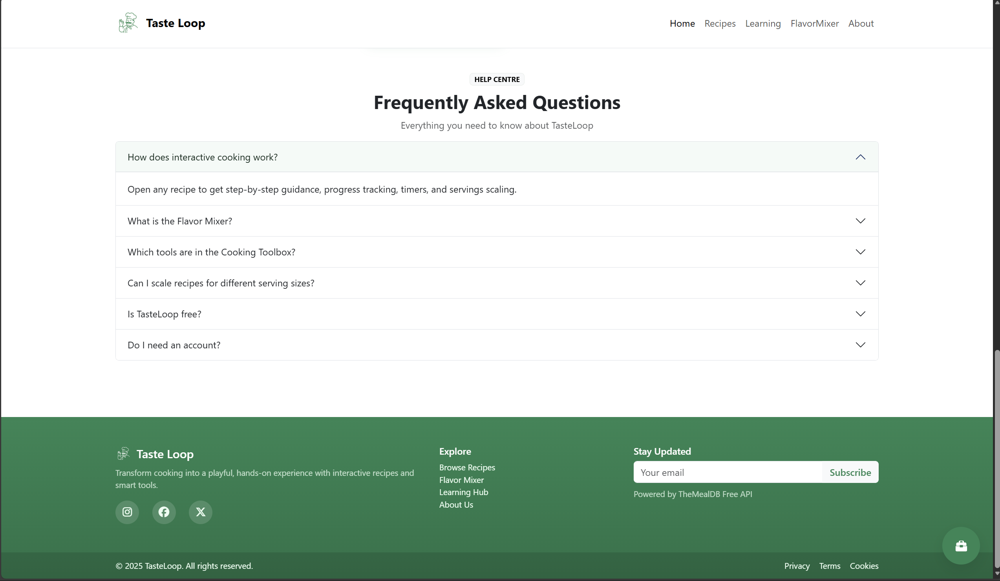 Taste Loop
Home Recipes Learning FlavorMixer About
HELP CENTRE
Frequently Asked Questions
Everything you need to know about TasteLoop
How does interactive cooking work?
Open any recipe to get step-by-step guidance, progress tracking, timers, and servings scaling.
What is the Flavor Mixer?
Which tools are in the Cooking Toolbox?
Can I scale recipes for different serving sizes?
Is TasteLoop free?
Do I need an account?
Taste Loop
Transform cooking into a playful, hands-on experience with interactive recipes and
smart tools.
Explore
Browse Recipes
Flavor Mixer
Learning Hub
About Us
Stay Updated
Your email Subscribe
Powered by TheMealDB Free API
© 2025 TasteLoop. All rights reserved.
Privacy Terms Cookies